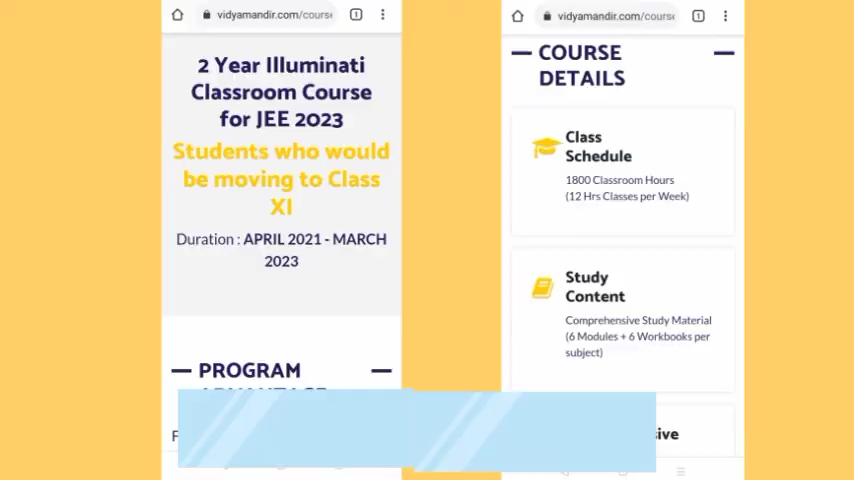 vidyamandir.com/course
1
2 Year Illuminati
Classroom Course
for JEE 2023
Students who would
be moving to Class
XI
Duration : APRIL 2021 - MARCH
2023
PROGRAM
F
vidyamandir.com/course
1
COURSE
DETAILS
Class
Schedule
1800 Classroom Hours
(12 Hrs Classes per Week)
Study
Content
Comprehensive Study Material
(6 Modules + 6 Workbooks per
subject)